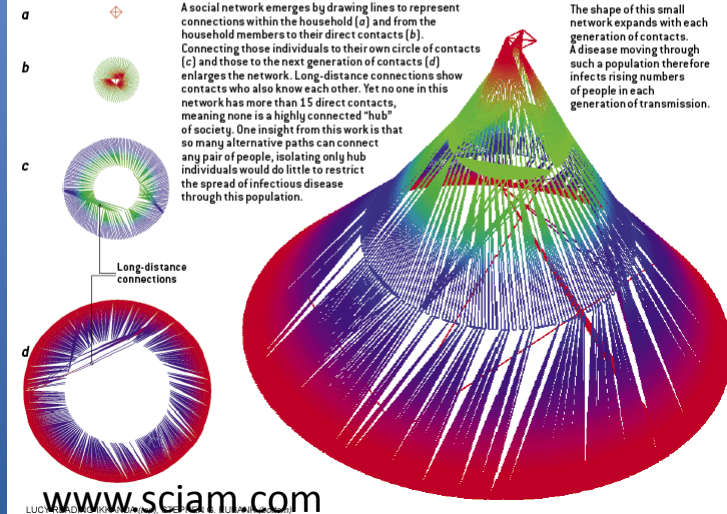 a
b
c
d
A social network emerges by drawing lines to represent
connections within the household (a) and from the
household members to their direct contacts (b).
Connecting those individuals to their own circle of contacts
(c) and those to the next generation of contacts (d)
enlarges the network. Long-distance connections show
contacts who also know each other. Yet no one in this
network has more than 15 direct contacts,
meaning none is a highly connected "hub"
of society. One insight from this work is that
so many alternative paths can connect
any pair of people, isolating only hub
individuals would do little to restrict
the spread of infectious disease
through this population.
The shape of this small
network expands with each
generation of contacts.
A disease moving through
such a population therefore
infects rising numbers
of people in each
generation of transmission.
Long-distance
connections
www.sciam.com
LUCY READING-IKKANDA (top); STEPHEN G. EUBANK (bottom)